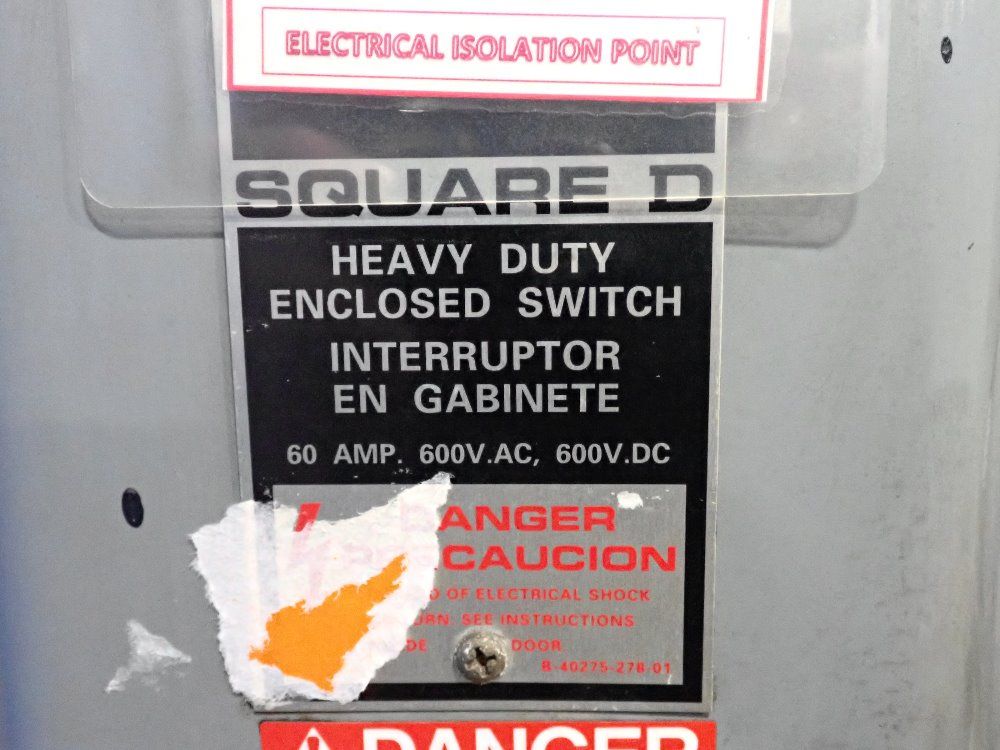 ELECTRICAL ISOLATION POINT
SQUARE D
HEAVY DUTY
ENCLOSED SWITCH
INTERRUPTOR
EN GABINETE
60 AMP. 600V.AC, 600V.DC
DANGER
PRECAUCION
OF ELECTRICAL SHOCK
SEE INSTRUCTIONS
DOOR
B-40275-278-01
DANGER